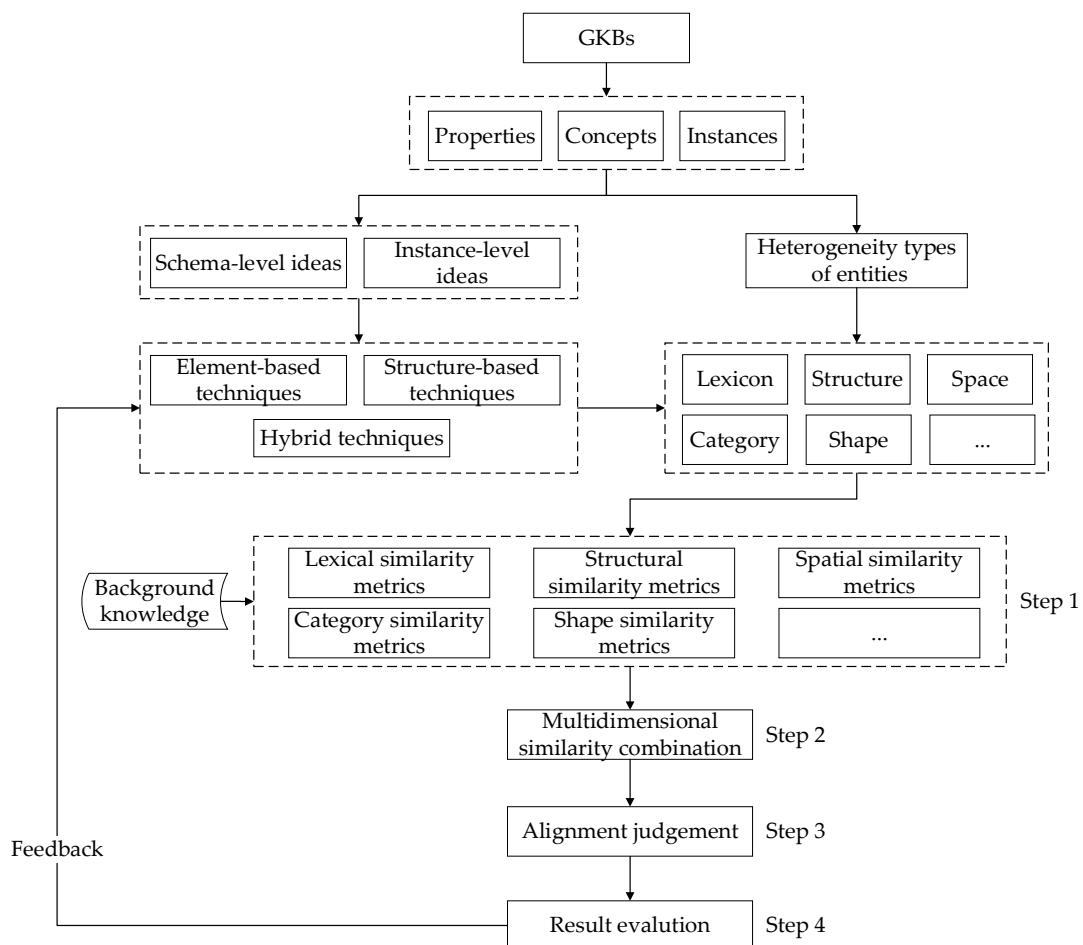 GKBs
Properties
Concepts
Instances
Schema-level ideas
Instance-level
ideas
Heterogeneity types
of entities
Element-based
techniques
Structure-based
techniques
Hybrid techniques
Lexicon
Structure
Space
Category
Shape
...
Background
knowledge
Lexical similarity
metrics
Structural
similarity metrics
Spatial similarity
metrics
Category similarity
metrics
Shape similarity
metrics
...
Step 1
Multidimensional
similarity combination
Step 2
Alignment judgement
Step 3
Feedback
Result evalution
Step 4